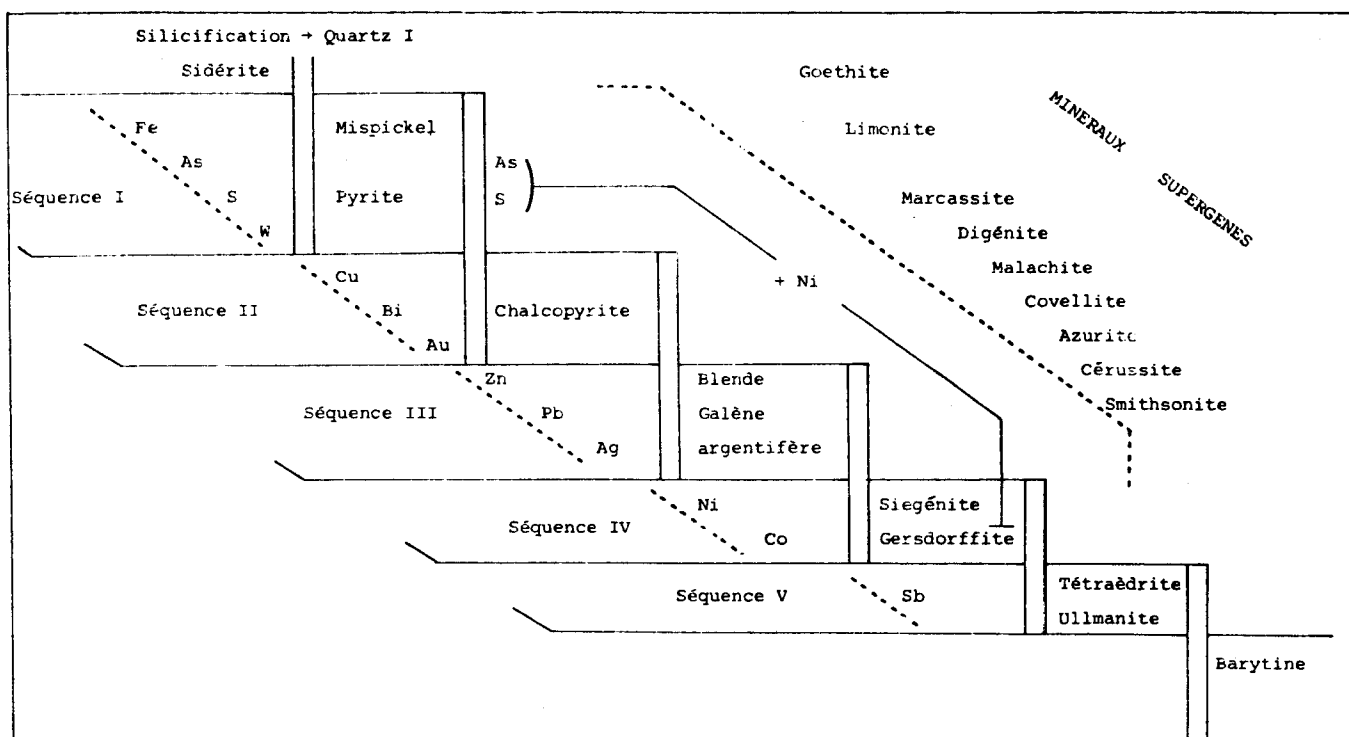 Silicification → Quartz I
Sidérite
Goethite
MINERAUX
SUPERGENES
Limonite
Fe
As
S
W
Séquence I
Mispickel
Pyrite
As
S
Marcassite
Digénite
Malachite
Covellite
Azurite
Cérussite
Smithsonite
+ Ni
Séquence II
Cu
Bi
Au
Chalcopyrite
Séquence III
Zn
Pb
Ag
Blende
Galène
argentifère
Séquence IV
Ni
Co
Siegénite
Gersdorffite
Séquence V
Sb
Tétraèdrite
Ullmanite
Barytine